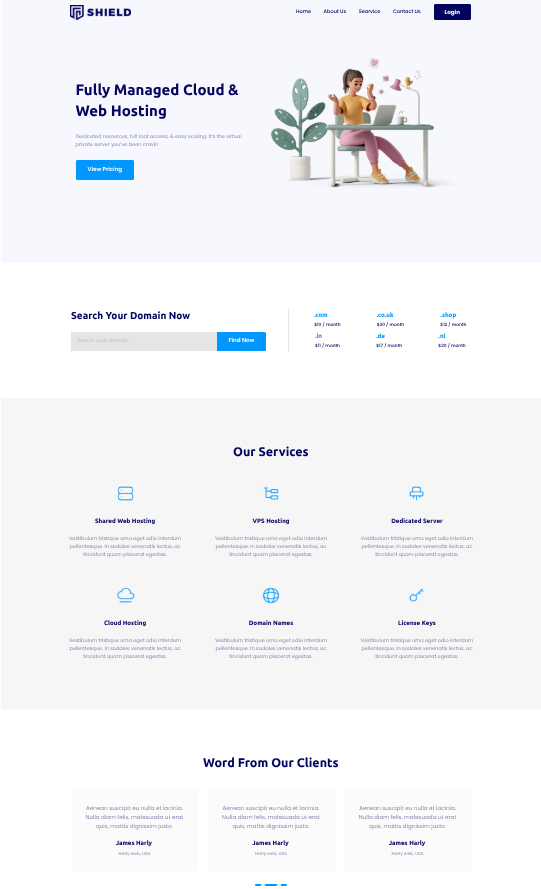 SHIELD
Home About Us Searvice Contact Us Login
Fully Managed Cloud &
Web Hosting
Dedicated resources, full root access, & easy scaling. It's the virtual
private server you've been cravin
View Pricing
Search Your Domain Now
Search your domain...
Find Now
.com .co.uk .shop
$10 / month $20 / month $12 / month
.in .de .nl
$11 / month $17 / month $20 / month
Our Services
Shared Web Hosting VPS Hosting Dedicated Server
Vestibulum tristique urna eget odio interdum Vestibulum tristique urna eget odio interdum Vestibulum tristique urna eget odio interdum
pellentesque. In sodales venenatis lectus, ac pellentesque. In sodales venenatis lectus, ac pellentesque. In sodales venenatis lectus, ac
tincidunt quam placerat egestas. tincidunt quam placerat egestas. tincidunt quam placerat egestas.
Cloud Hosting Domain Names License Keys
Vestibulum tristique urna eget odio interdum Vestibulum tristique urna eget odio interdum Vestibulum tristique urna eget odio interdum
pellentesque. In sodales venenatis lectus, ac pellentesque. In sodales venenatis lectus, ac pellentesque. In sodales venenatis lectus, ac
tincidunt quam placerat egestas. tincidunt quam placerat egestas. tincidunt quam placerat egestas.
Word From Our Clients
Aenean suscipit eu nulla et lacinia. Aenean suscipit eu nulla et lacinia. Aenean suscipit eu nulla et lacinia.
Nulla diam felis, malesuada ut erat Nulla diam felis, malesuada ut erat Nulla diam felis, malesuada ut erat
quis, mattis dignissim justo. quis, mattis dignissim justo. quis, mattis dignissim justo.
James Harly James Harly James Harly
Harly web, USA Harly web, USA Harly web, USA